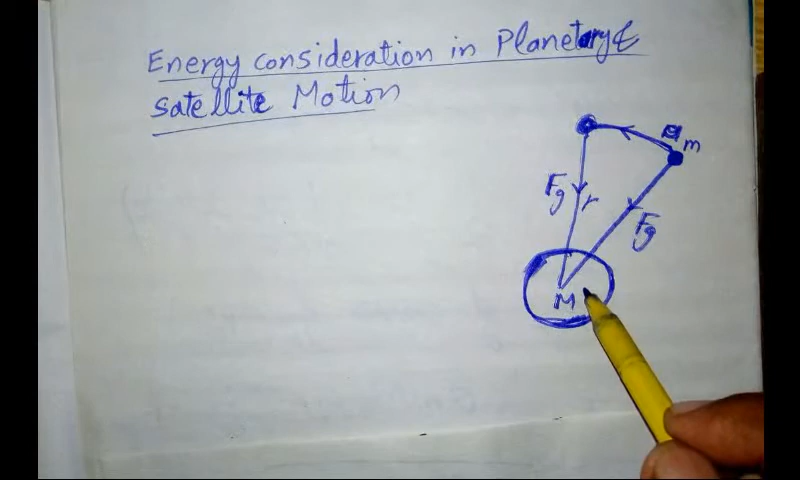 Energy consideration in Planetary &
Satellite Motion
m
Fg
r
Fg
M